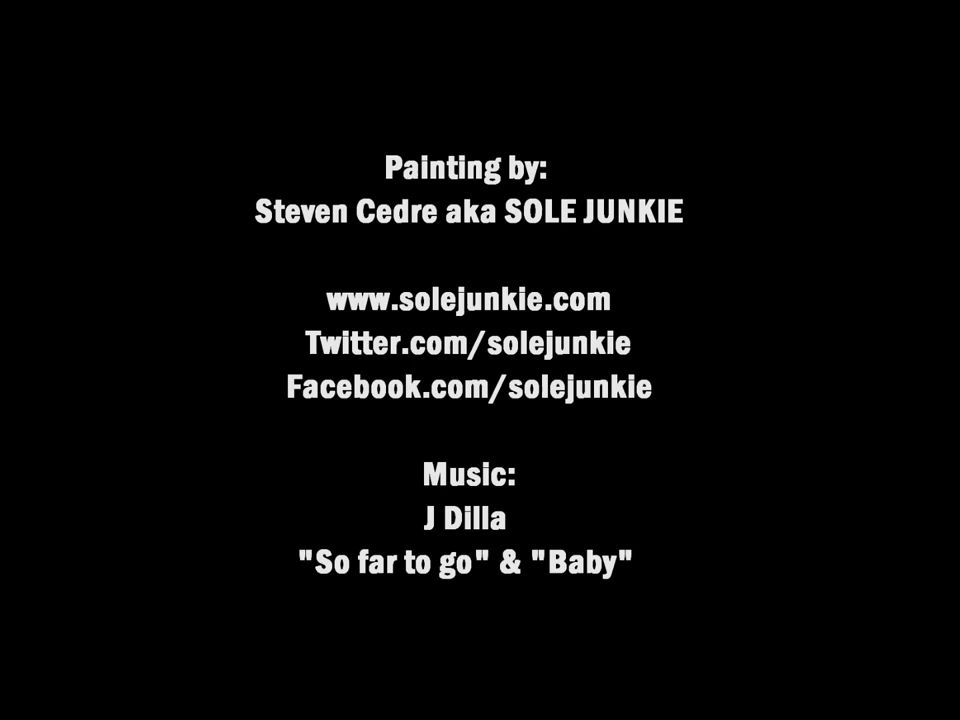 Painting by:
Steven Cedre aka SOLE JUNKIE
www.solejunkie.com
Twitter.com/solejunkie
Facebook.com/solejunkie
Music:
J Dilla
"So far to go" & "Baby"